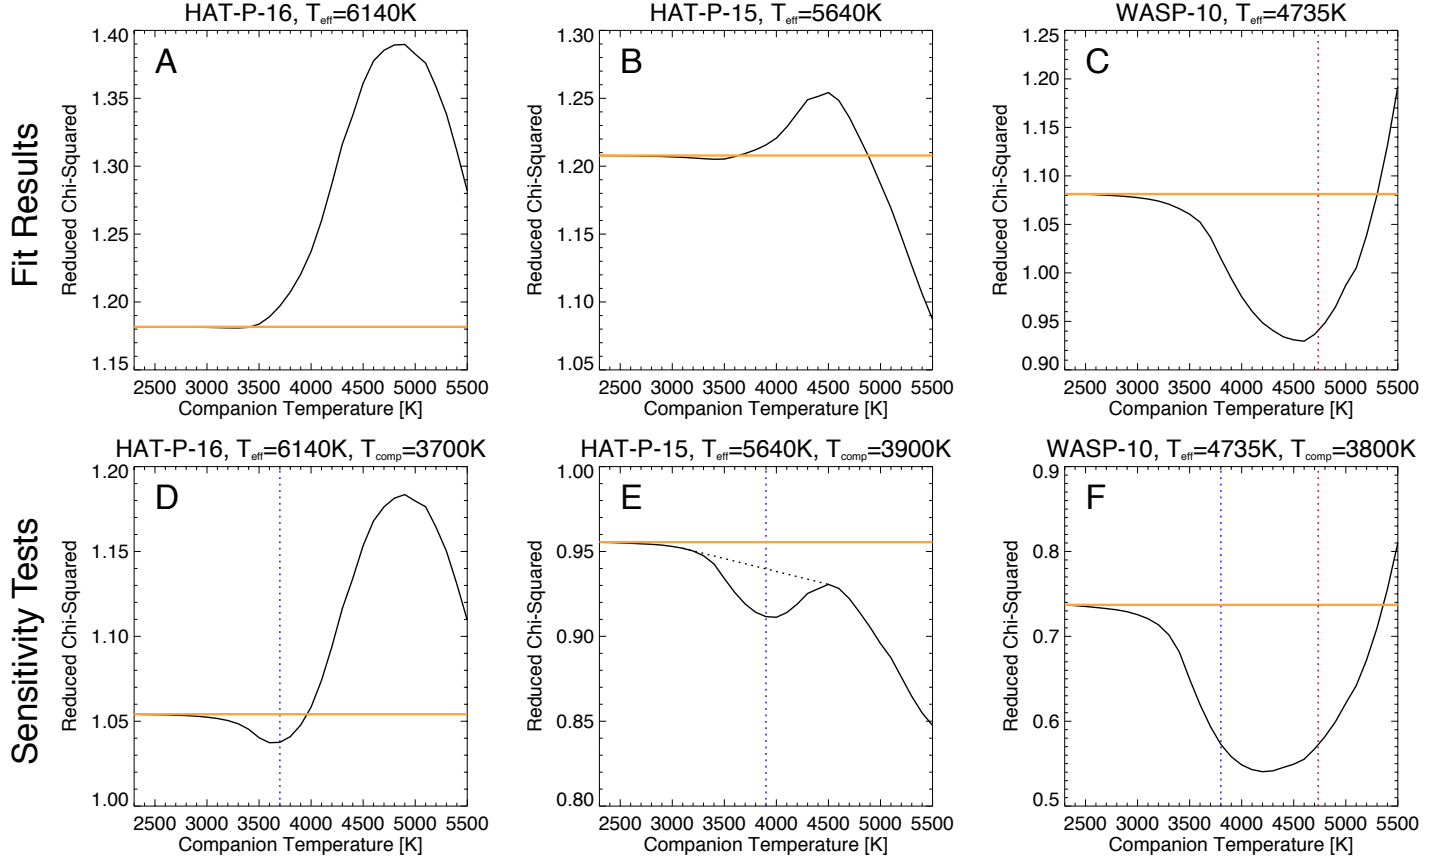 HAT-P-16, Teff=6140K
HAT-P-15, Teff=5640K
WASP-10, Teff=4735K
Fit Results
A
Reduced Chi-Squared
1.40
1.35
1.30
1.25
1.20
1.15
2500 3000 3500 4000 4500 5000 5500
Companion Temperature [K]
B
Reduced Chi-Squared
1.30
1.25
1.20
1.15
1.10
1.05
2500 3000 3500 4000 4500 5000 5500
Companion Temperature [K]
C
Reduced Chi-Squared
1.25
1.20
1.15
1.10
1.05
1.00
0.95
0.90
2500 3000 3500 4000 4500 5000 5500
Companion Temperature [K]
HAT-P-16, Teff=6140K, Tcomp=3700K
HAT-P-15, Teff=5640K, Tcomp=3900K
WASP-10, Teff=4735K, Tcomp=3800K
Sensitivity Tests
D
Reduced Chi-Squared
1.20
1.15
1.10
1.05
1.00
2500 3000 3500 4000 4500 5000 5500
Companion Temperature [K]
E
Reduced Chi-Squared
1.00
0.95
0.90
0.85
0.80
2500 3000 3500 4000 4500 5000 5500
Companion Temperature [K]
F
Reduced Chi-Squared
0.9
0.8
0.7
0.6
0.5
2500 3000 3500 4000 4500 5000 5500
Companion Temperature [K]